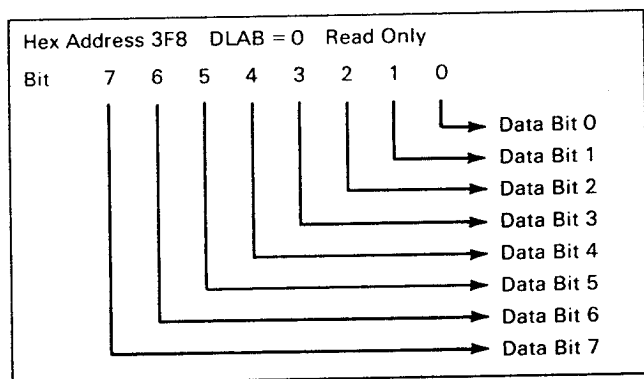 Hex Address 3F8 DLAB = 0 Read Only
Bit 7 6 5 4 3 2 1 0
Data Bit 0
Data Bit 1
Data Bit 2
Data Bit 3
Data Bit 4
Data Bit 5
Data Bit 6
Data Bit 7